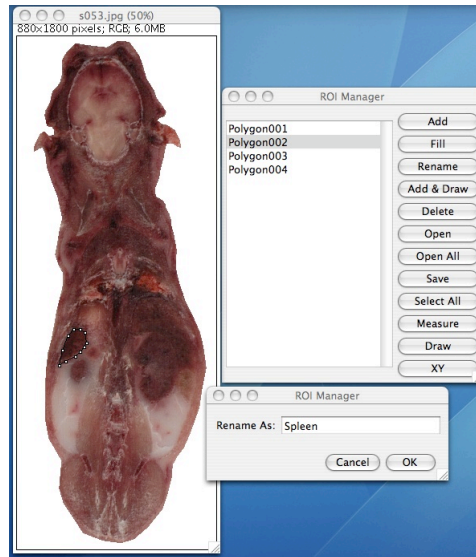 s053.jpg (50%)
880x1800 pixels; RGB; 6.0MB
ROI Manager
Polygon001
Polygon002
Polygon003
Polygon004
Add
Fill
Rename
Add & Draw
Delete
Open
Open All
Save
Select All
Measure
Draw
XY
ROI Manager
Rename As: Spleen
Cancel OK